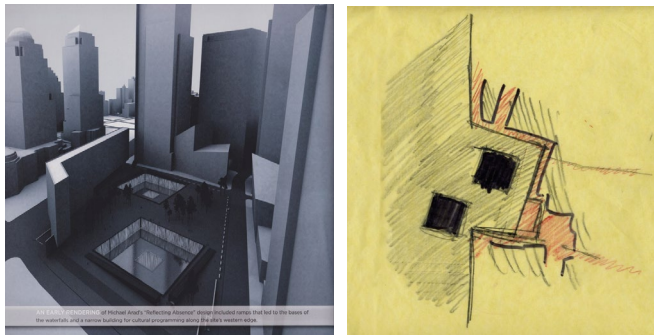 AN EARLY RENDERING of Michael Arad's "Reflecting Absence" design included ramps that led to the bases of
the waterfalls and a narrow building for cultural programming along the site's western edge.